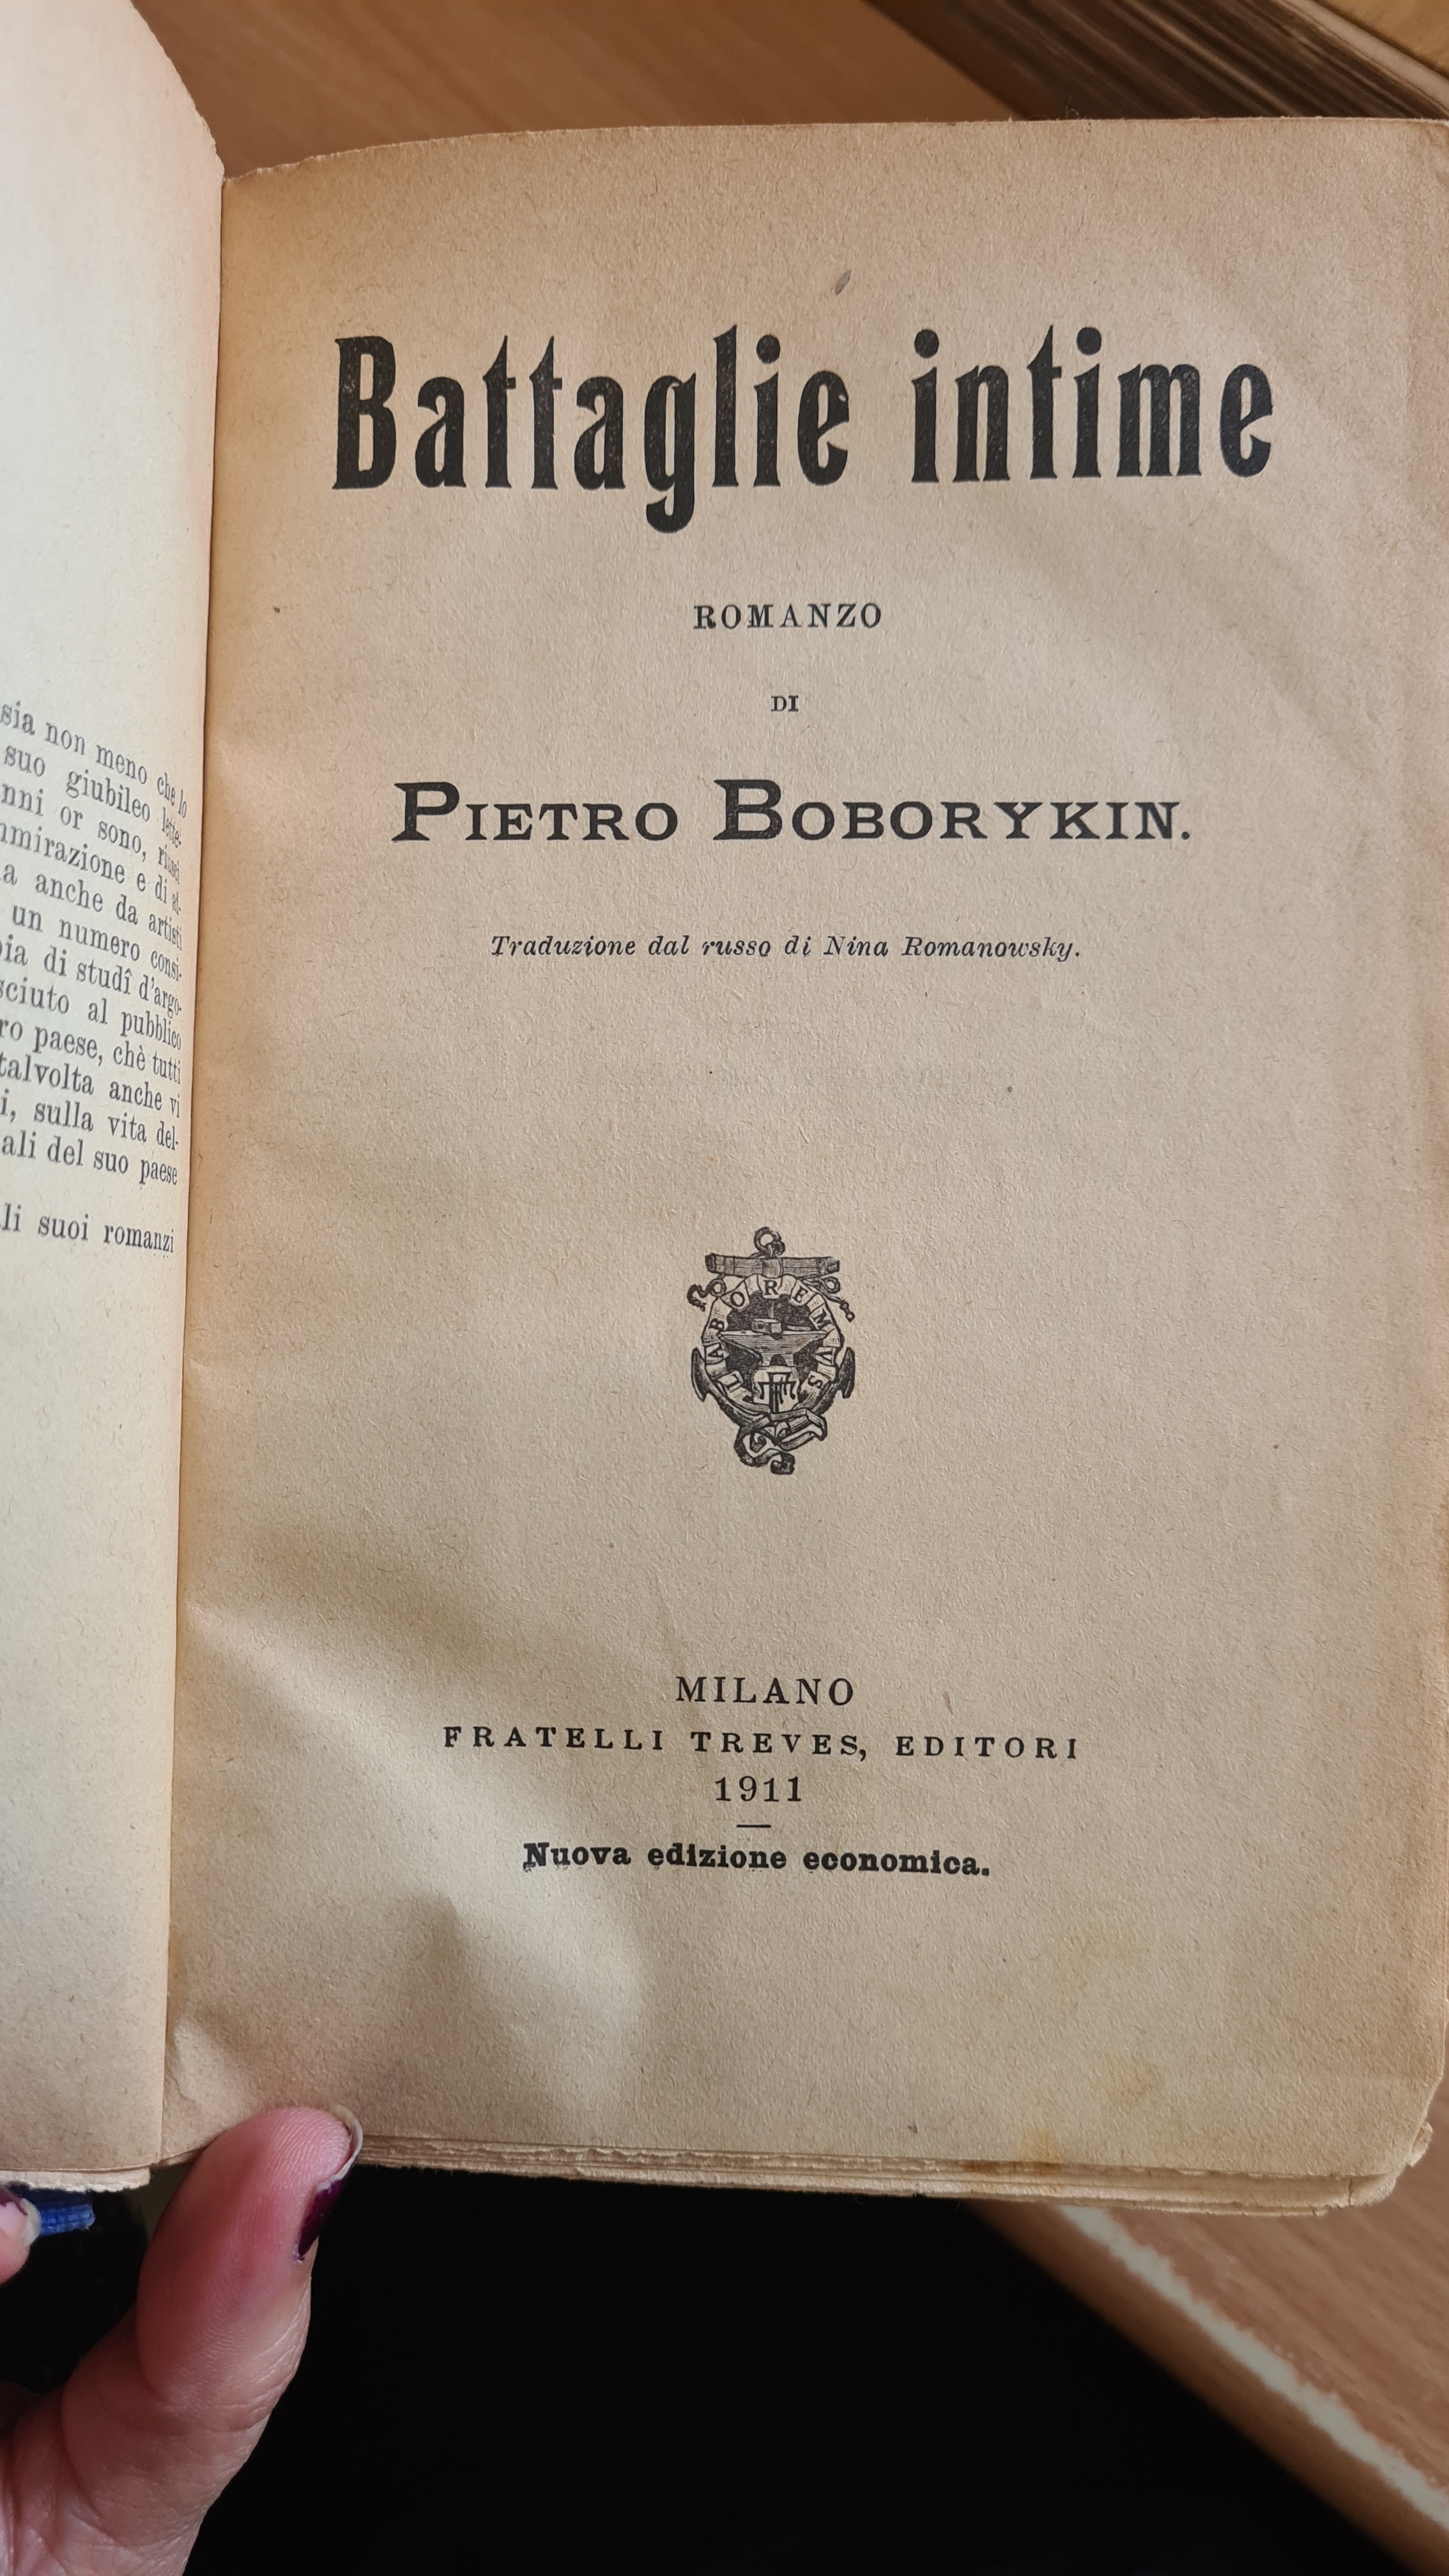 sia non meno che lo
suo giubileo lette-
nni or sono,
mmirazione e di
a anche da artisti
un numero consi-
di studî d'argo-
sciuto al pubblico
ro paese, chè tutti
talvolta anche vi
i, sulla vita del-
ali del suo paese
li suoi romanzi
Battaglie intime
ROMANZO
DI
PIETRO BOBORYKIN.
Traduzione dal russo di Nina Romanowsky.
LABOREMVS
MILANO
FRATELLI TREVES, EDITORI
1911
Nuova edizione economica.